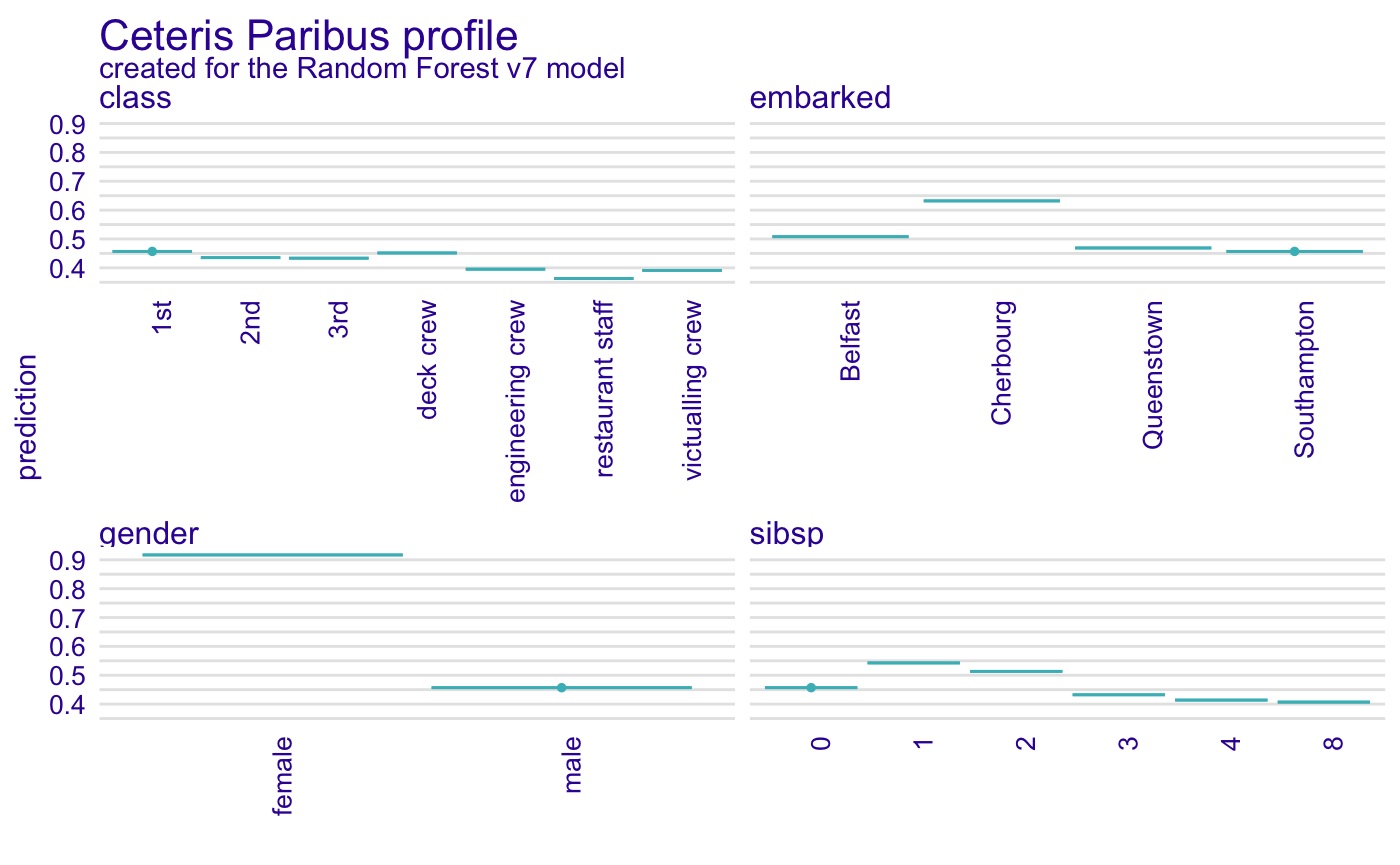 Ceteris Paribus profile
created for the Random Forest v7 model
class
embarked
0.9
0.8
0.7
0.6
0.5
0.4
1st
2nd
3rd
deck crew
engineering crew
restaurant staff
victualling crew
Belfast
Cherbourg
Queenstown
Southampton
prediction
gender
sibsp
0.9
0.8
0.7
0.6
0.5
0.4
female
male
0
1
2
3
4
8